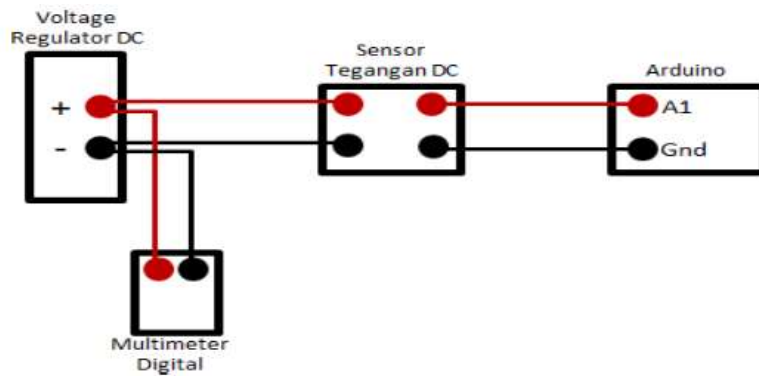 Voltage
Regulator DC
+
-
Sensor
Tegangan DC
Arduino
A1
Gnd
Multimeter
Digital